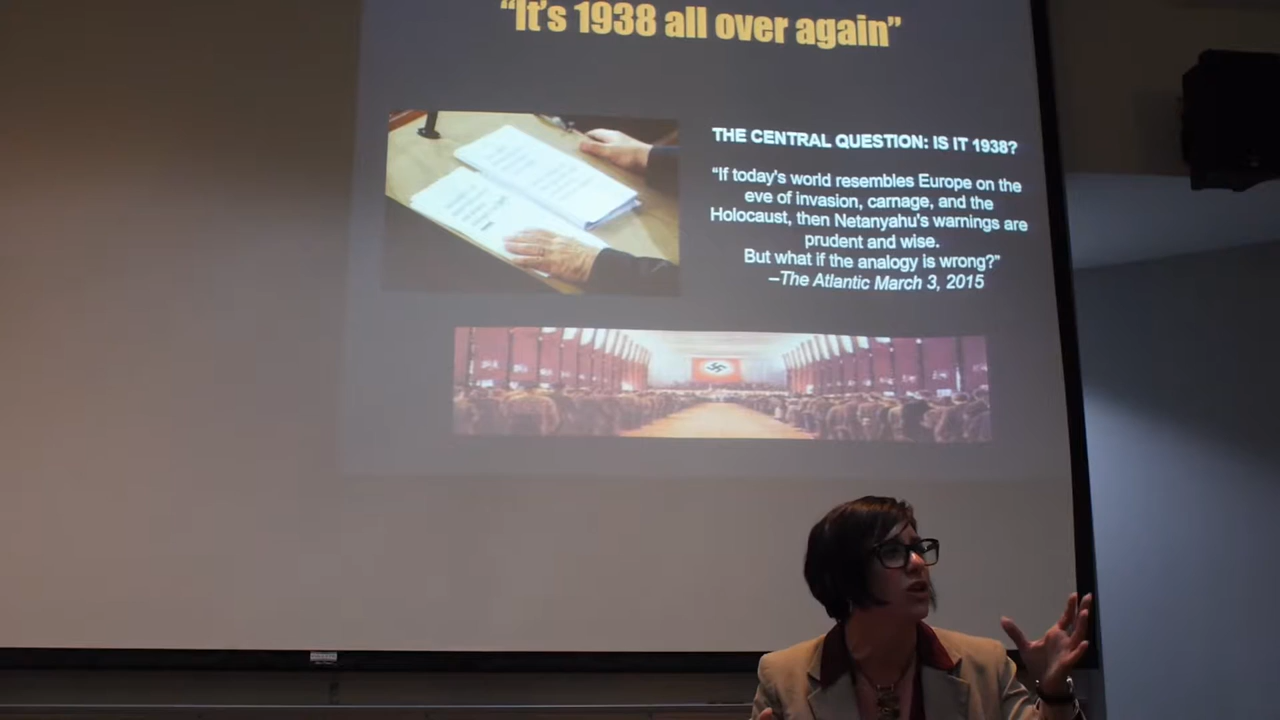 “It’s 1938 all over again”
THE CENTRAL QUESTION: IS IT 1938?
“If today’s world resembles Europe on the
eve of invasion, carnage, and the
Holocaust, then Netanyahu’s warnings are
prudent and wise.
But what if the analogy is wrong?”
–The Atlantic March 3, 2015